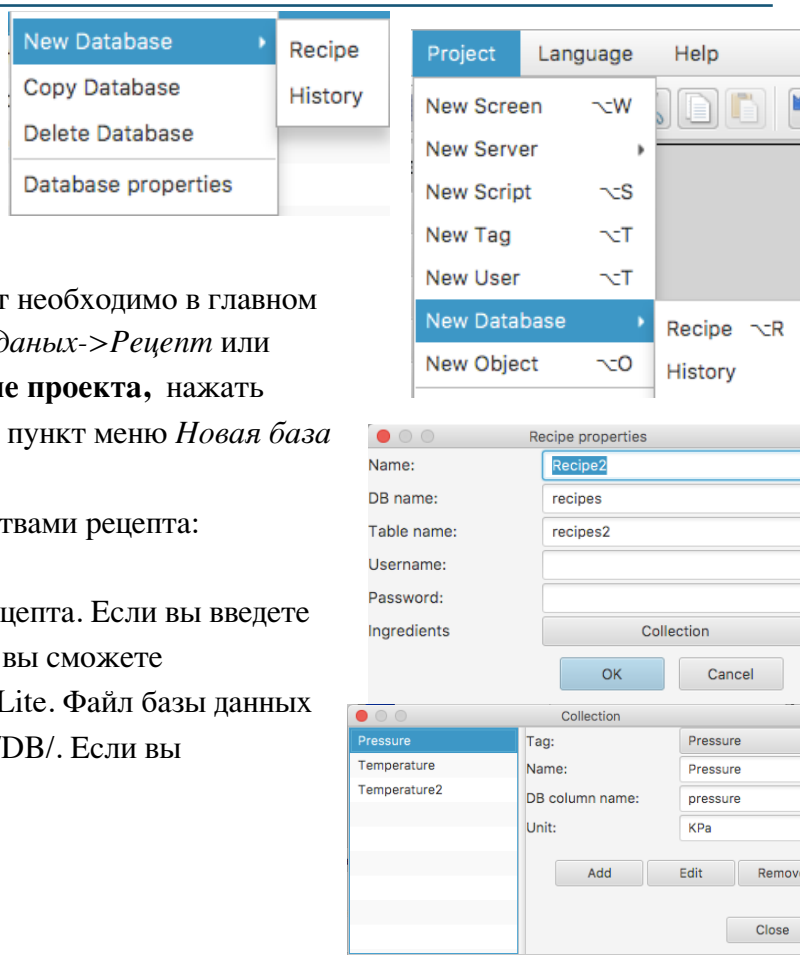 New Database
Copy Database
Delete Database
Database properties
Recipe
History
Project Language Help
New Screen ⌥W
New Server
New Script ⌥S
New Tag ⌥T
New User ⌥T
New Database
New Object ⌥O
Recipe ⌥R
History
необходимо в главном
даных->Рецепт или
проекта, нажать
пункт меню Новая база
твами рецепта:
цепта. Если вы введете
вы сможете
Lite. Файл базы данных
/DB/. Если вы
Recipe properties
Name: Recipe2
DB name: recipes
Table name: recipes2
Username:
Password:
Ingredients Collection
OK Cancel
Collection
Pressure
Temperature
Temperature2
Tag: Pressure
Name: Pressure
DB column name: pressure
Unit: KPa
Add Edit Remov
Close